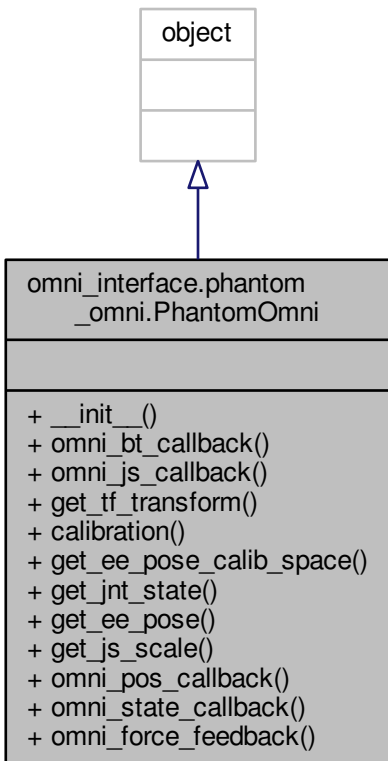 object
omni_interface.phantom
_omni.PhantomOmni
+ __init__()
+ omni_bt_callback()
+ omni_js_callback()
+ get_tf_transform()
+ calibration()
+ get_ee_pose_calib_space()
+ get_jnt_state()
+ get_ee_pose()
+ get_js_scale()
+ omni_pos_callback()
+ omni_state_callback()
+ omni_force_feedback()